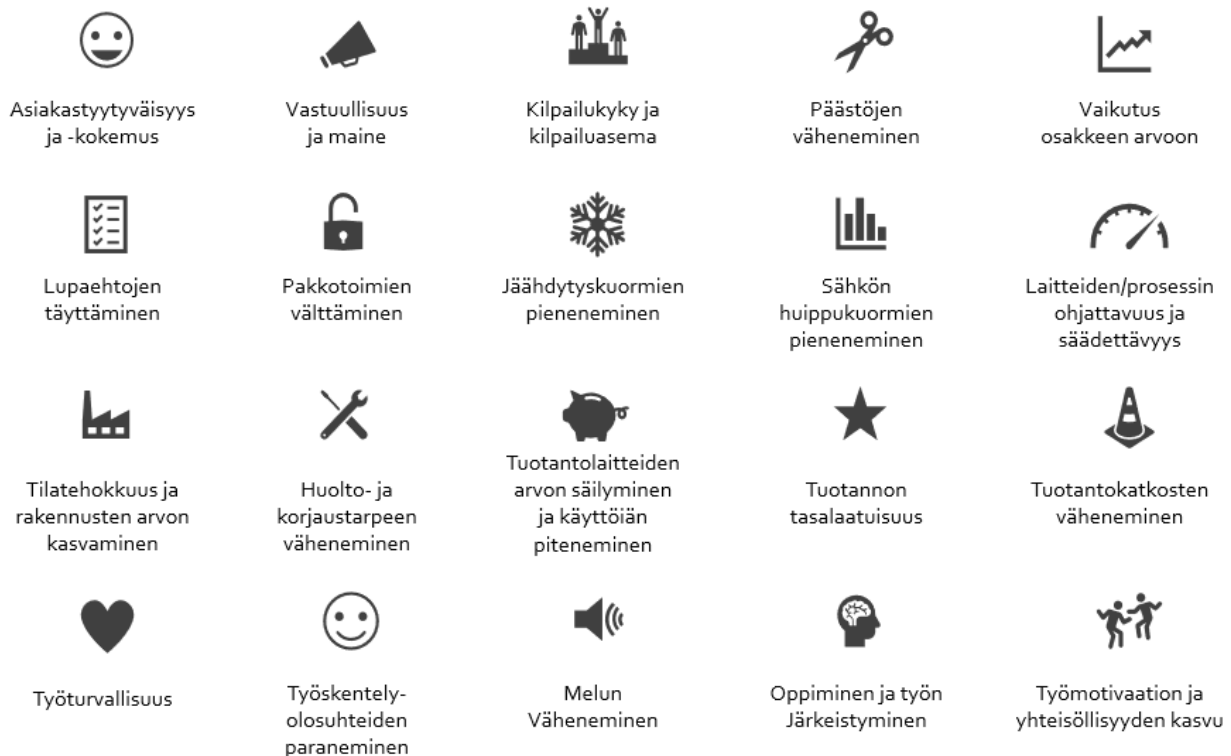 Asiakastyytyväisyys
ja -kokemus
Vastuullisuus
ja maine
Kilpailukyky ja
kilpailuasema
Päästöjen
väheneminen
Vaikutus
osakkeen arvoon
Lupaehtojen
täyttäminen
Pakkotoimien
välttäminen
Jäähdytyskuormien
pieneneminen
Sähkön
huippukuormien
pieneneminen
Laitteiden/prosessin
ohjattavuus ja
säädettävyys
Tilatehokkuus ja
rakennusten arvon
kasvaminen
Huolto- ja
korjaustarpeen
väheneminen
Tuotantolaitteiden
arvon säilyminen
ja käyttöiän
piteneminen
Tuotannon
tasalaatuisuus
Tuotantokatkosten
väheneminen
Työturvallisuus
Työskentely-
olosuhteiden
paraneminen
Melun
Väheneminen
Oppiminen ja työn
Järkeistyminen
Työmotivaation ja
yhteisöllisyyden kasvu